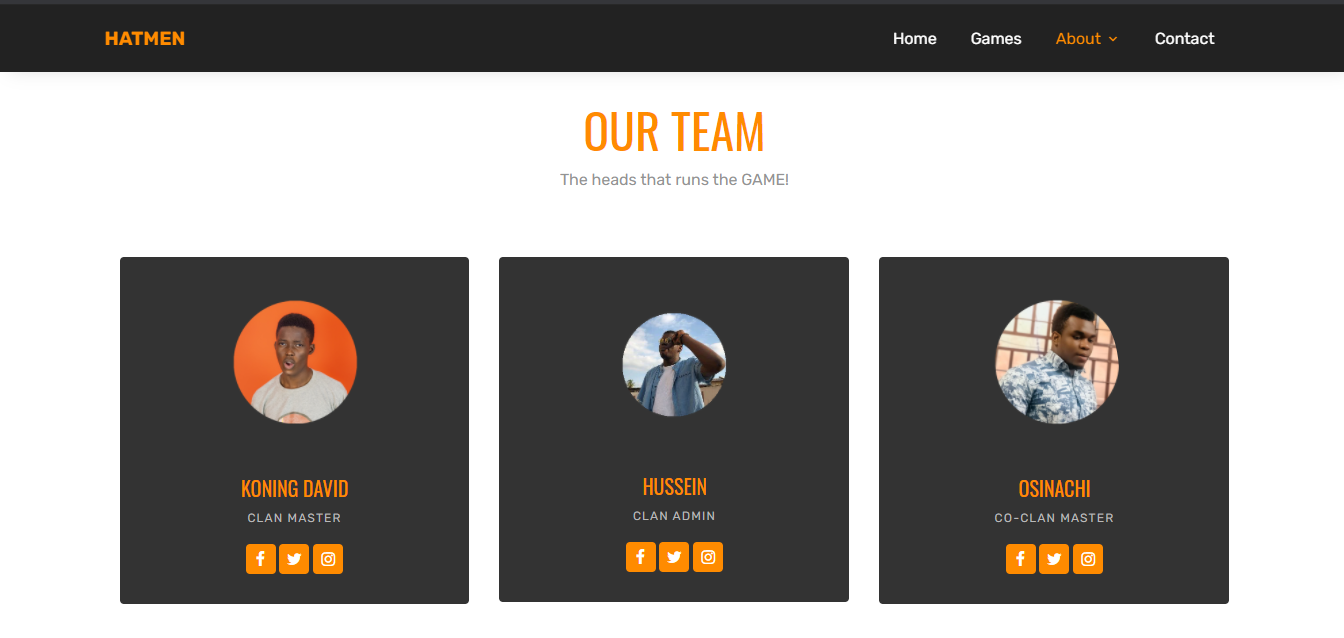 HATMEN
Home Games About Contact
OUR TEAM
The heads that runs the GAME!
KONING DAVID
CLAN MASTER
HUSSEIN
CLAN ADMIN
OSINACHI
CO-CLAN MASTER